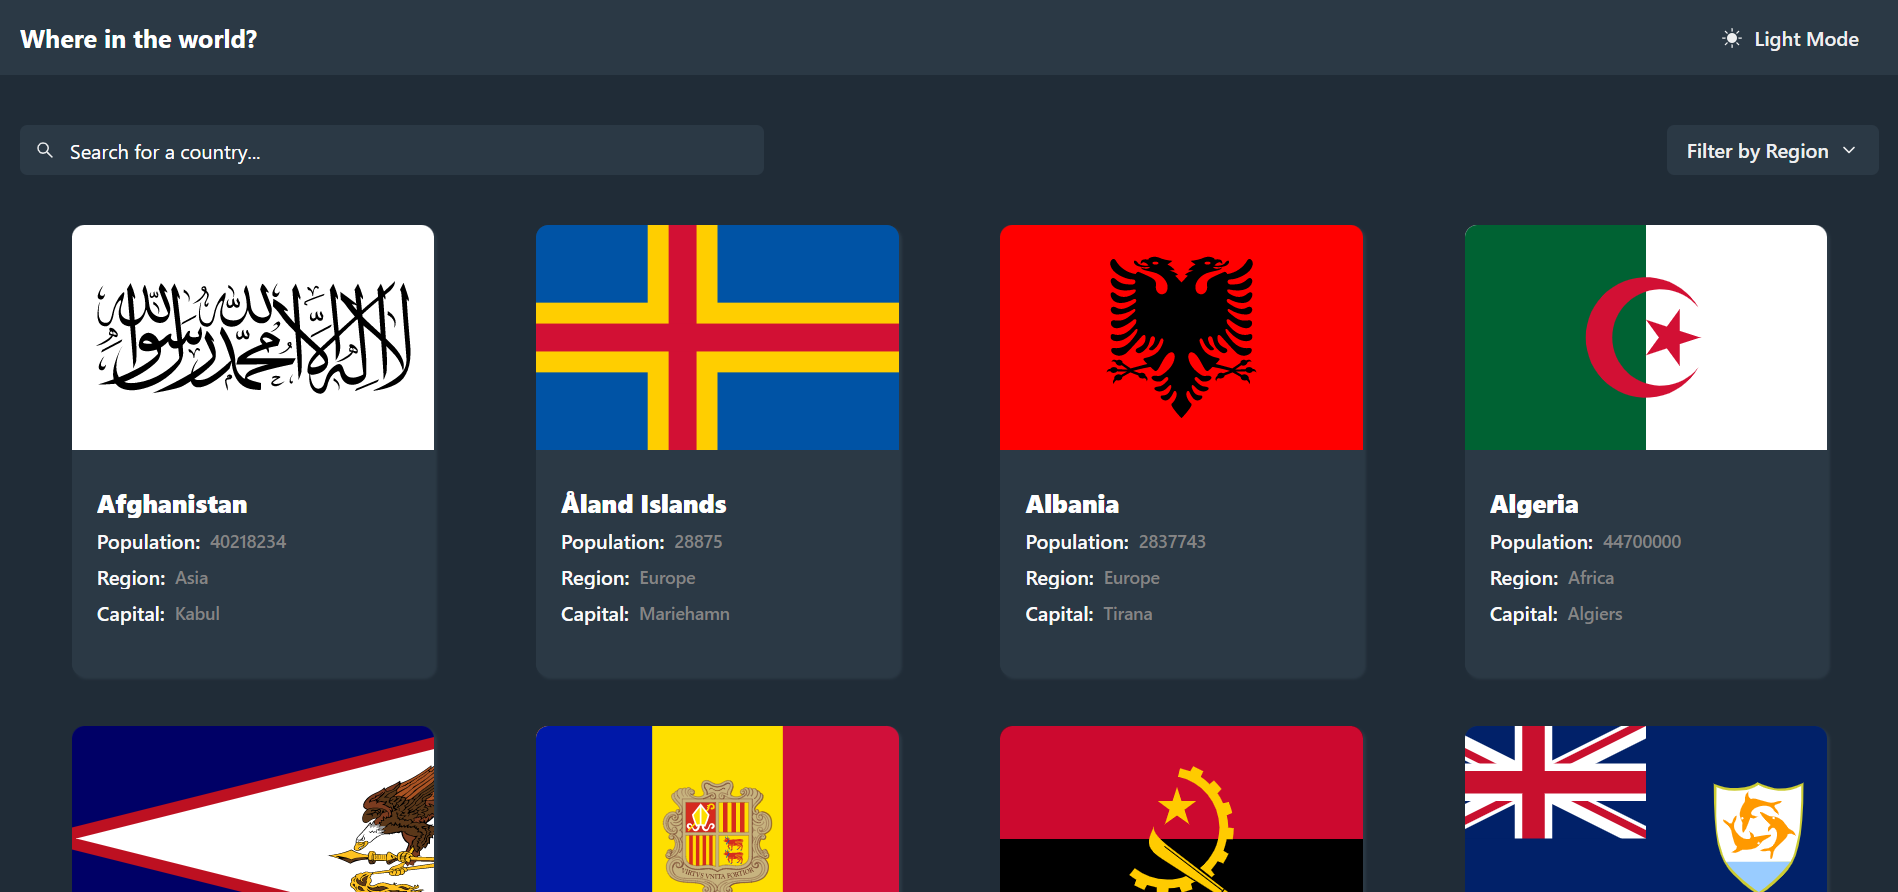 Where in the world?
Light Mode
Search for a country...
Filter by Region
لا إله إلا الله محمد رسول الله
Afghanistan
Population: 40218234
Region: Asia
Capital: Kabul
Åland Islands
Population: 28875
Region: Europe
Capital: Mariehamn
Albania
Population: 2837743
Region: Europe
Capital: Tirana
Algeria
Population: 44700000
Region: Africa
Capital: Algiers
VIRTVS VNITA FORTIOR